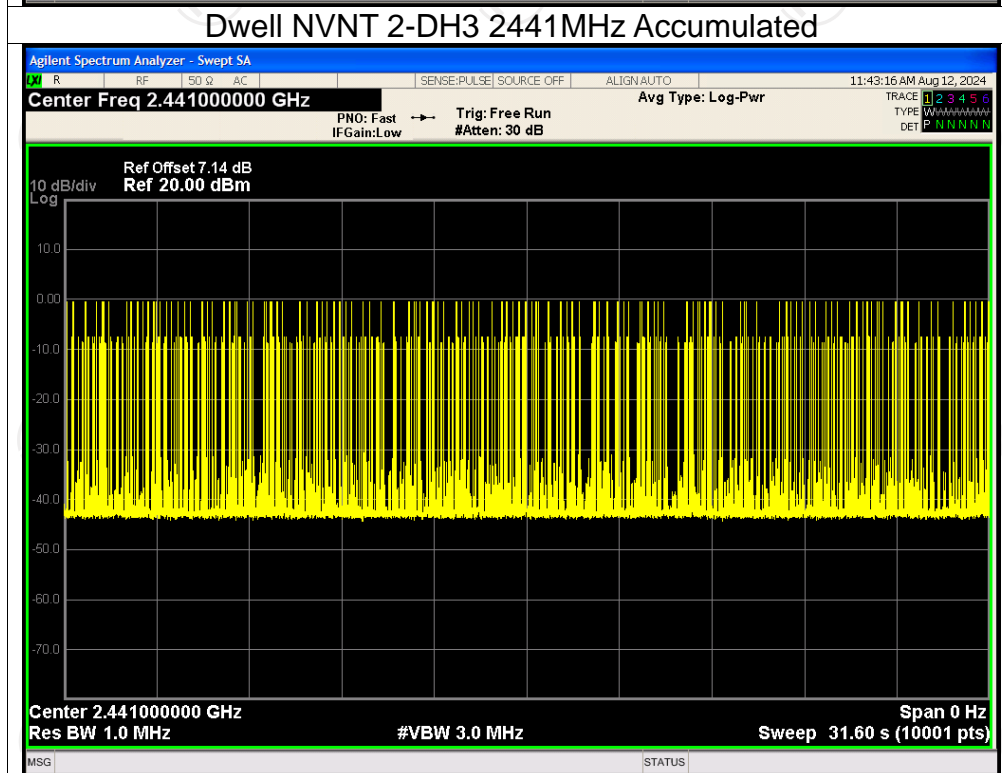 Dwell NVNT 2-DH3 2441MHz Accumulated
Agilent Spectrum Analyzer - Swept SA
LXI R RF 50 Ω AC SENSE:PULSE SOURCE OFF ALIGN AUTO 11:43:16 AM Aug 12, 2024
Center Freq 2.441000000 GHz Avg Type: Log-Pwr TRACE 1 2 3 4 5 6
PNO: Fast Trig: Free Run TYPE WWWWWW
IFGain:Low #Atten: 30 dB DET P N N N N N
Ref Offset 7.14 dB
10 dB/div Ref 20.00 dBm
Log
10.0
0.00
-10.0
-20.0
-30.0
-40.0
-50.0
-60.0
-70.0
Center 2.441000000 GHz Span 0 Hz
Res BW 1.0 MHz #VBW 3.0 MHz Sweep 31.60 s (10001 pts)
MSG STATUS